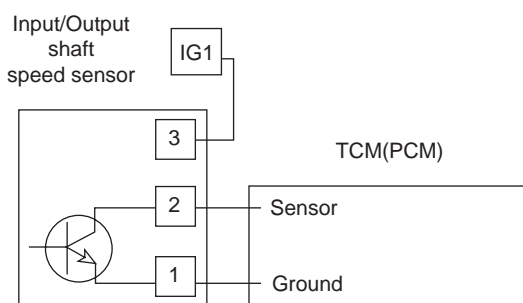 Input/Output
shaft
speed sensor
IG1
3
TCM(PCM)
2
Sensor
1
Ground